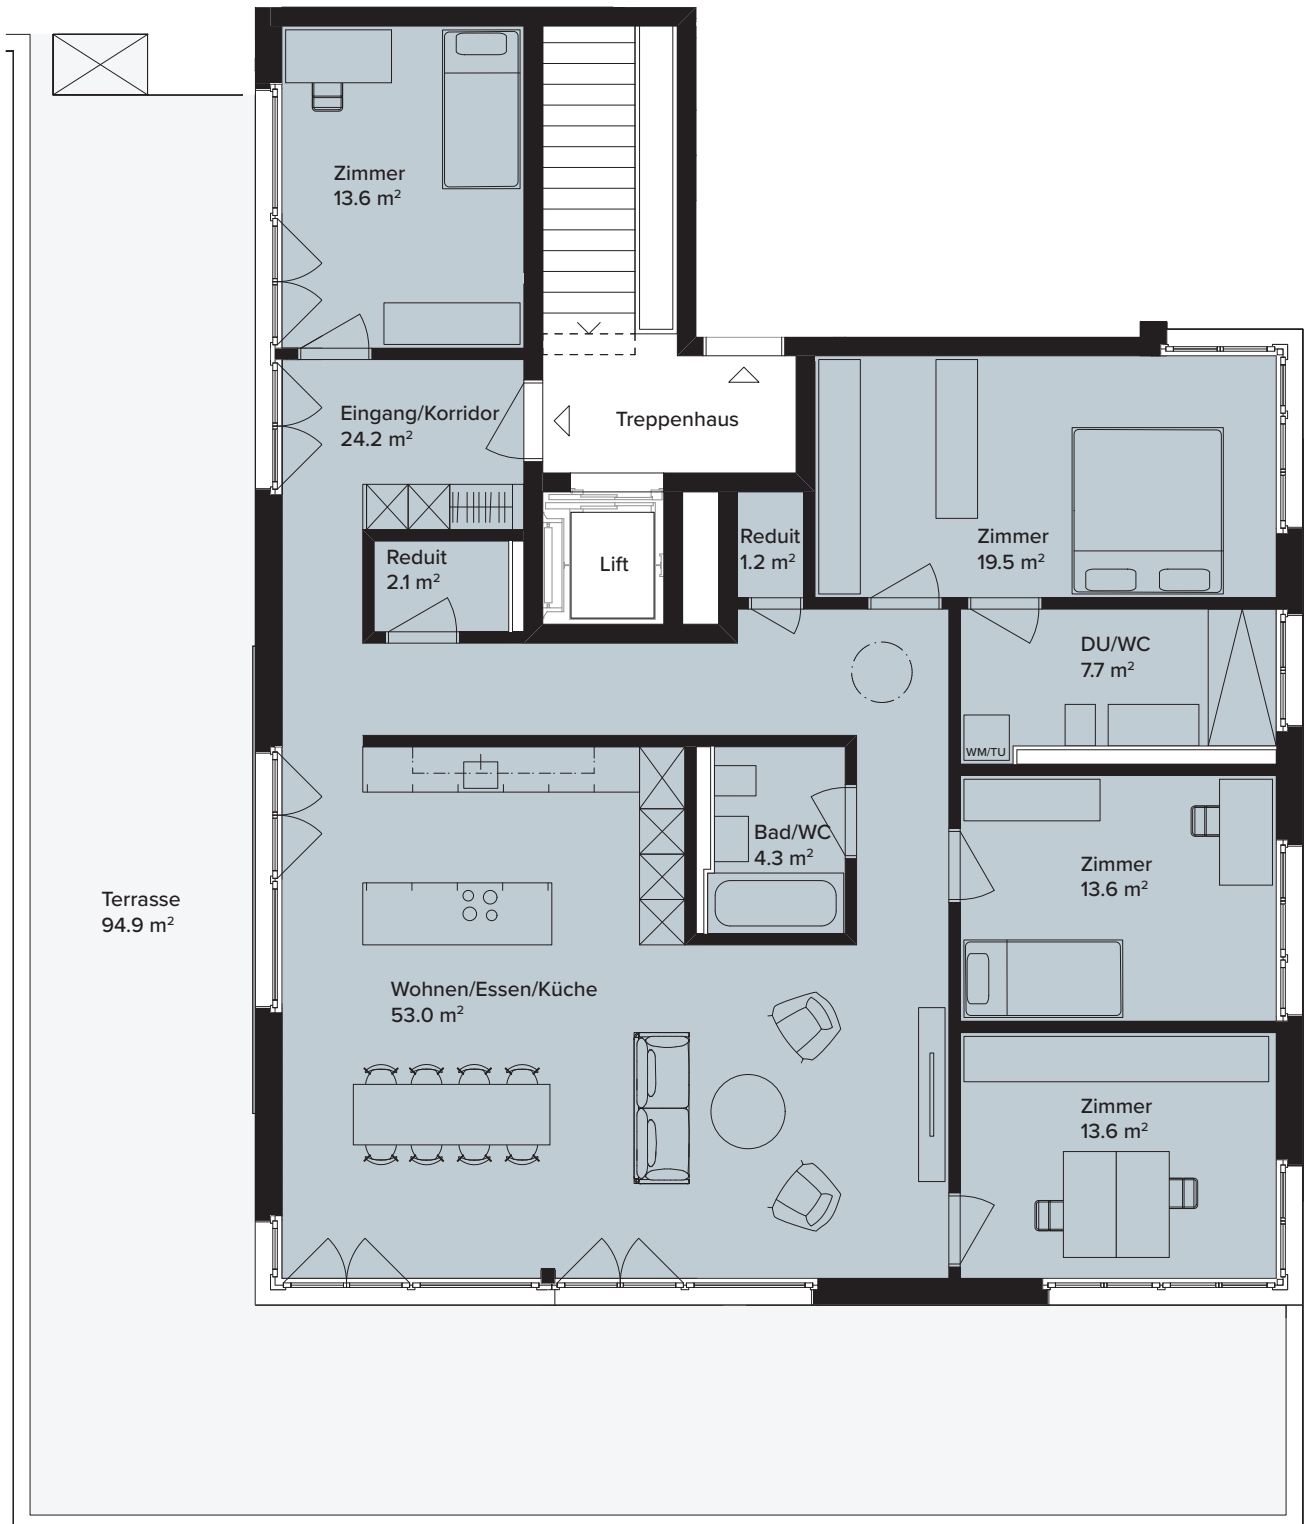 Zimmer
13.6 m²
Eingang/Korridor
24.2 m²
Treppenhaus
Reduit
2.1 m²
Lift
Reduit
1.2 m²
Zimmer
19.5 m²
DU/WC
7.7 m²
WM/TU
Bad/WC
4.3 m²
Zimmer
13.6 m²
Terrasse
94.9 m²
Wohnen/Essen/Küche
53.0 m²
Zimmer
13.6 m²